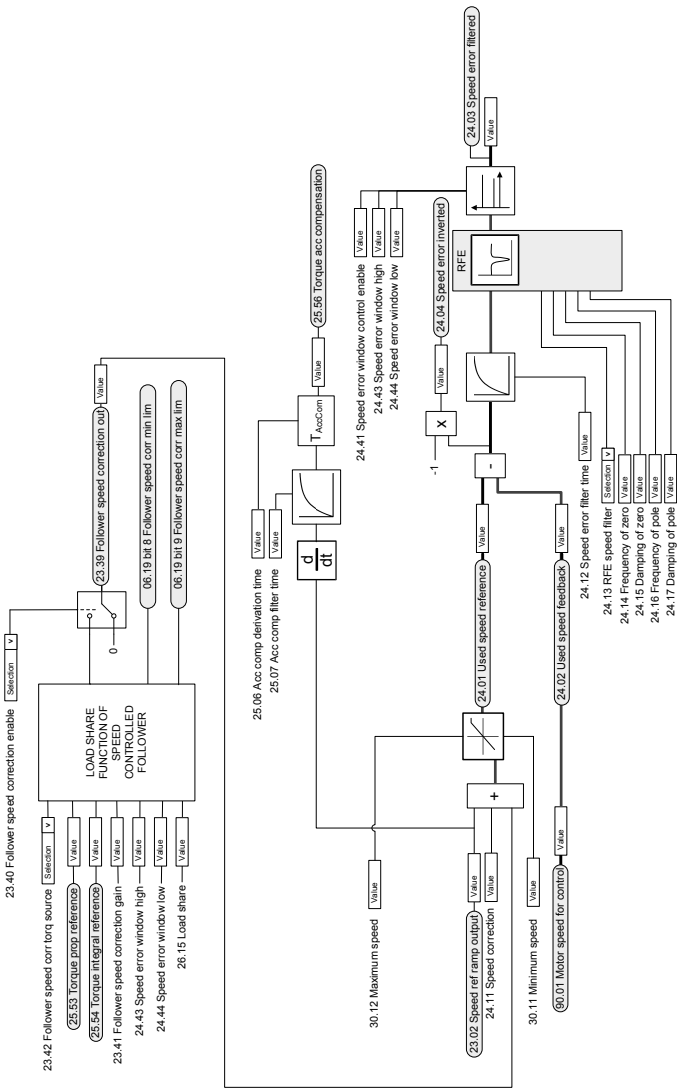 23.40 Follower speed correction enable
Selection
v
23.42 Follower speed corr torq source
Selection
v
25.53 Torque prop reference
Value
25.54 Torque integral reference
Value
23.41 Follower speed correction gain
Value
24.43 Speed error window high
Value
24.44 Speed error window low
Value
26.15 Load share
Value
LOAD SHARE
FUNCTION OF
SPEED
CONTROLLED
FOLLOWER
0
23.39 Follower speed correction out
Value
06.19 bit 8 Follower speed corr min lim
06.19 bit 9 Follower speed corr max lim
25.06 Acc comp derivation time
Value
25.07 Acc comp filter time
Value
d
dt
T AccCom
Value
25.56 Torque acc compensation
30.12 Maximum speed
Value
23.02 Speed ref ramp output
Value
24.11 Speed correction
Value
+
30.11 Minimum speed
Value
90.01 Motor speed for control
Value
24.01 Used speed reference
Value
24.02 Used speed feedback
Value
-
-1
X
Value
24.04 Speed error inverted
24.41 Speed error window control enable
Value
24.43 Speed error window high
Value
24.44 Speed error window low
Value
RFE
24.03 Speed error filtered
Value
24.12 Speed error filter time
Value
24.13 RFE speed filter
Selection
v
24.14 Frequency of zero
Value
24.15 Damping of zero
Value
24.16 Frequency of pole
Value
24.17 Damping of pole
Value